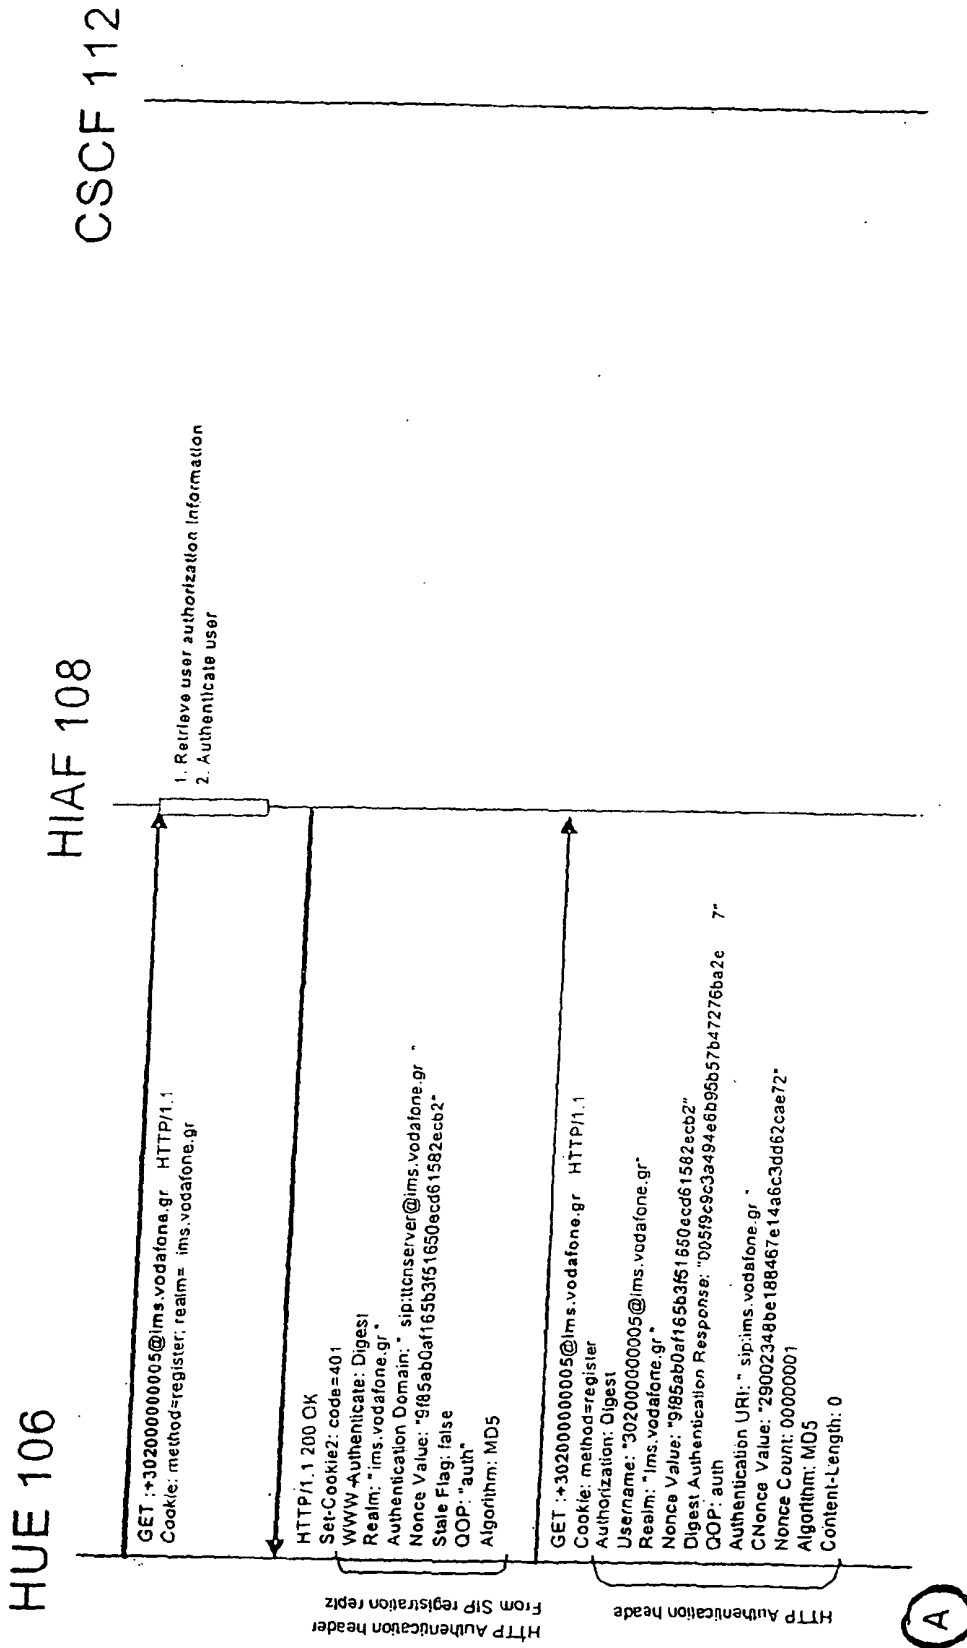 HUE 106
HIAF 108
CSCF 112
GET :+302000000005@ims.vodafone.gr HTTP/1.1
Cookie: method=register; realm= ims.vodafone.gr
1. Retrieve user authorization information
2. Authenticate user
HTTP/1.1 200 OK
Set-Cookie2: code=401
WWW-Authenticate: Digest
Realm: "ims.vodafone.gr"
Authentication Domain: " sip:ttcnserver@ims.vodafone.gr "
Nonce Value: "9f85ab0af165b3f51650ecd61582ecb2"
Stale Flag: false
QOP: "auth"
Algorithm: MD5
HTTP Authentication header
From SIP registration replz
GET :+302000000005@ims.vodafone.gr HTTP/1.1
Cookie: method=register
Authorization: Digest
Username: "302000000005@ims.vodafone.gr"
Realm: "ims.vodafone.gr"
Nonce Value: "9f85ab0af165b3f51650ecd61582ecb2"
Digest Authentication Response: "005f9c9c3a494e6b95b57b47276ba2e 7"
QOP: auth
Authentication URI: " sip:ims.vodafone.gr "
CNonce Value: "29002348be188467e14a6c3dd62cae72"
Nonce Count: 00000001
Algorithm: MD5
Content-Length: 0
HTTP Authentication heade
A